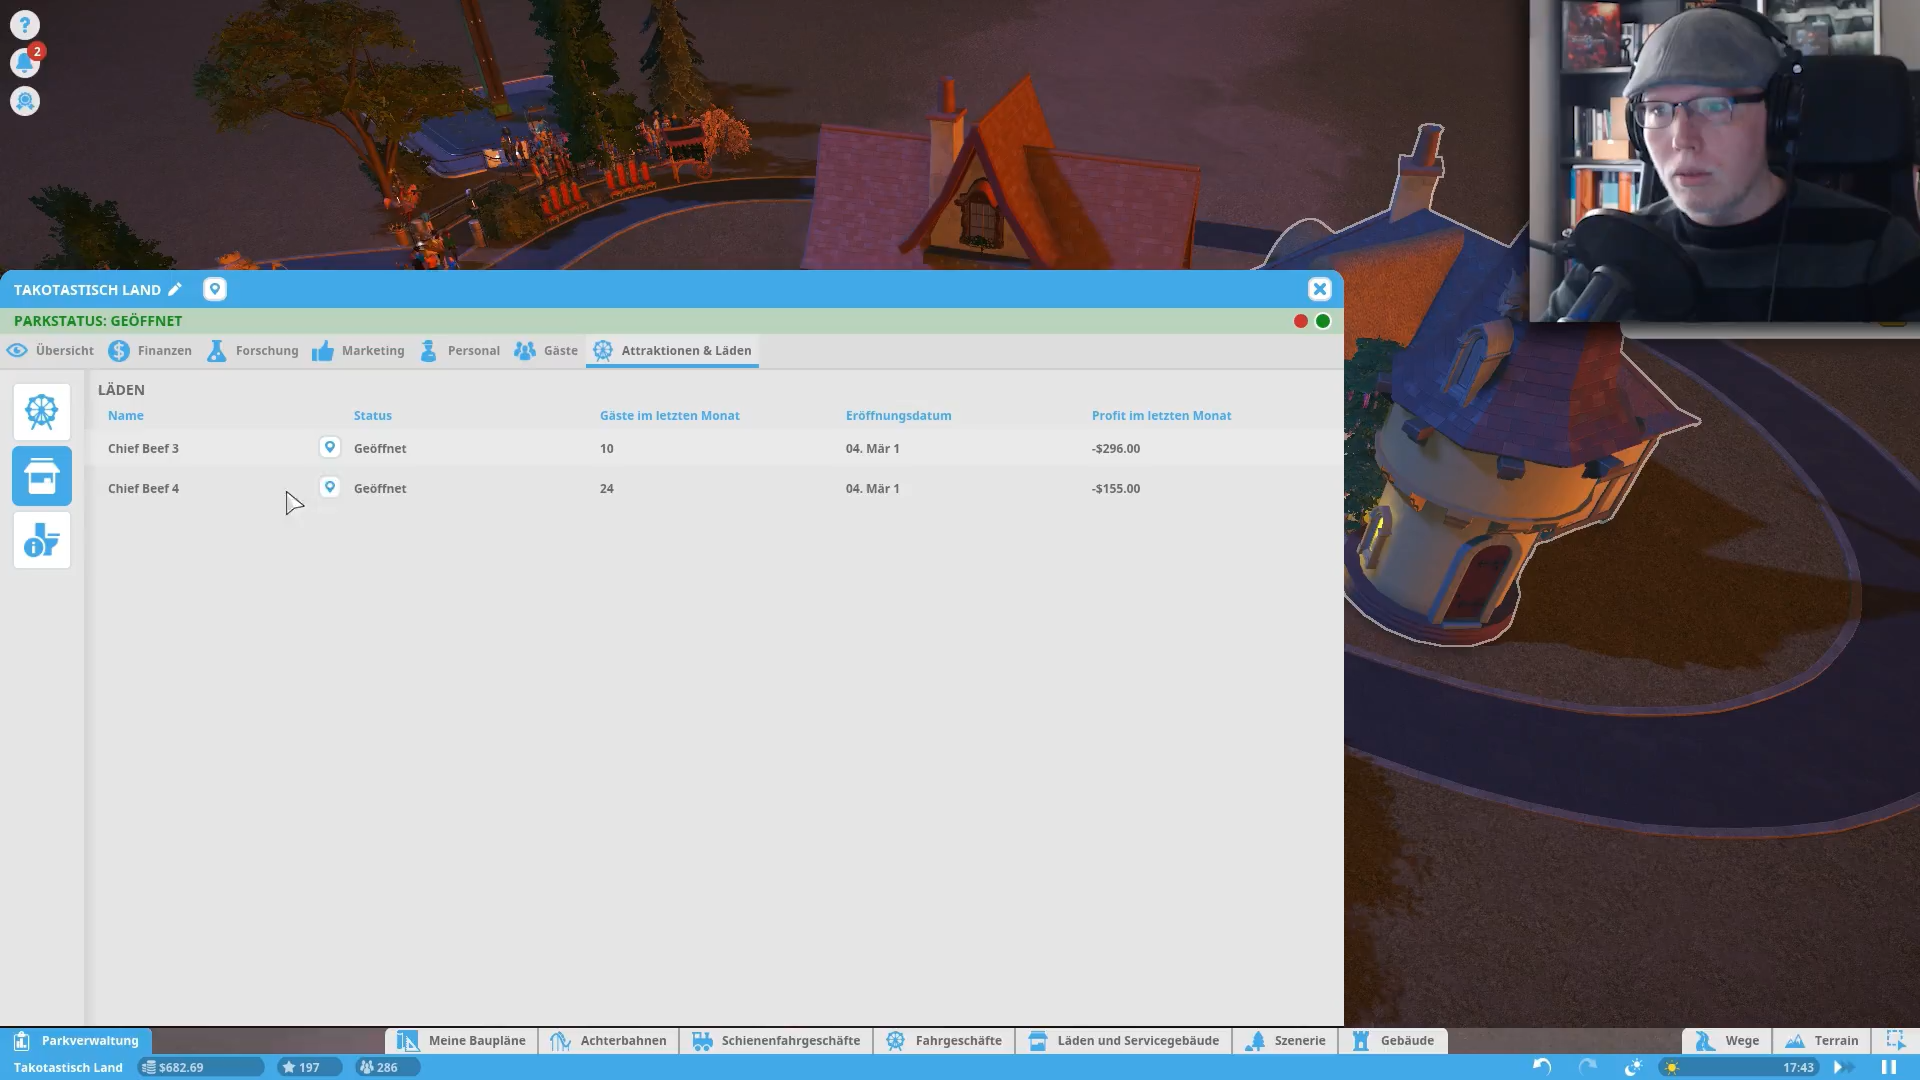 2
TAKOTASTISCH LAND
PARKSTATUS: GEÖFFNET
Übersicht Finanzen Forschung Marketing Personal Gäste Attraktionen & Läden
LÄDEN
Name Status Gäste im letzten Monat Eröffnungsdatum Profit im letzten Monat
Chief Beef 3 Geöffnet 10 04. Mär 1 -$296.00
Chief Beef 4 Geöffnet 24 04. Mär 1 -$155.00
Parkverwaltung Meine Baupläne Achterbahnen Schienenfahrgeschäfte Fahrgeschäfte Läden und Servicegebäude Szenerie Gebäude Wege Terrain
Takotastisch Land $682.69 197 286 17:43